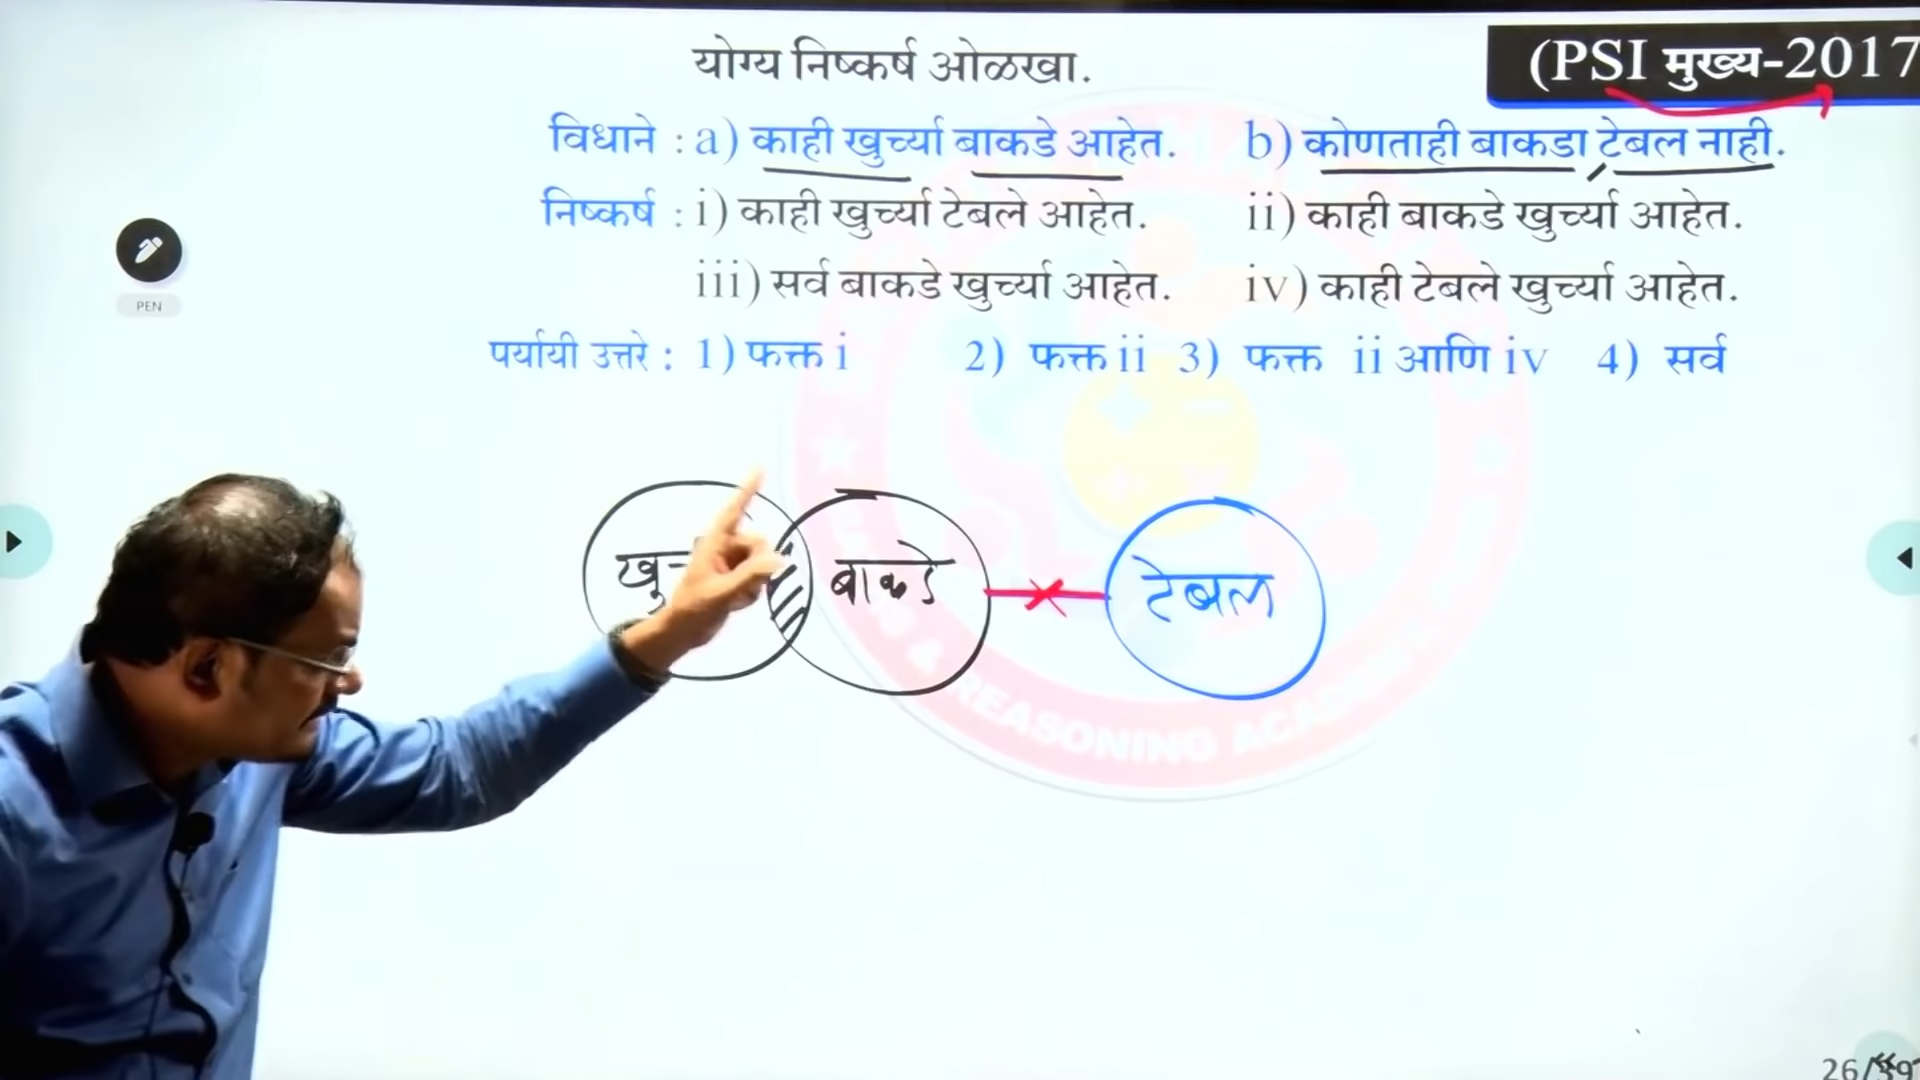 योग्य निष्कर्ष ओळखा. (PSI मुख्य-2017
विधाने : a) काही खुर्च्या बाकडे आहेत. b) कोणताही बाकडा टेबल नाही.
निष्कर्ष : i) काही खुर्च्या टेबले आहेत. ii) काही बाकडे खुर्च्या आहेत.
iii) सर्व बाकडे खुर्च्या आहेत. iv) काही टेबले खुर्च्या आहेत.
PEN
पर्यायी उत्तरे : 1) फक्त i 2) फक्त ii 3) फक्त ii आणि iv 4) सर्व
बाकडे टेबल
& REASONING